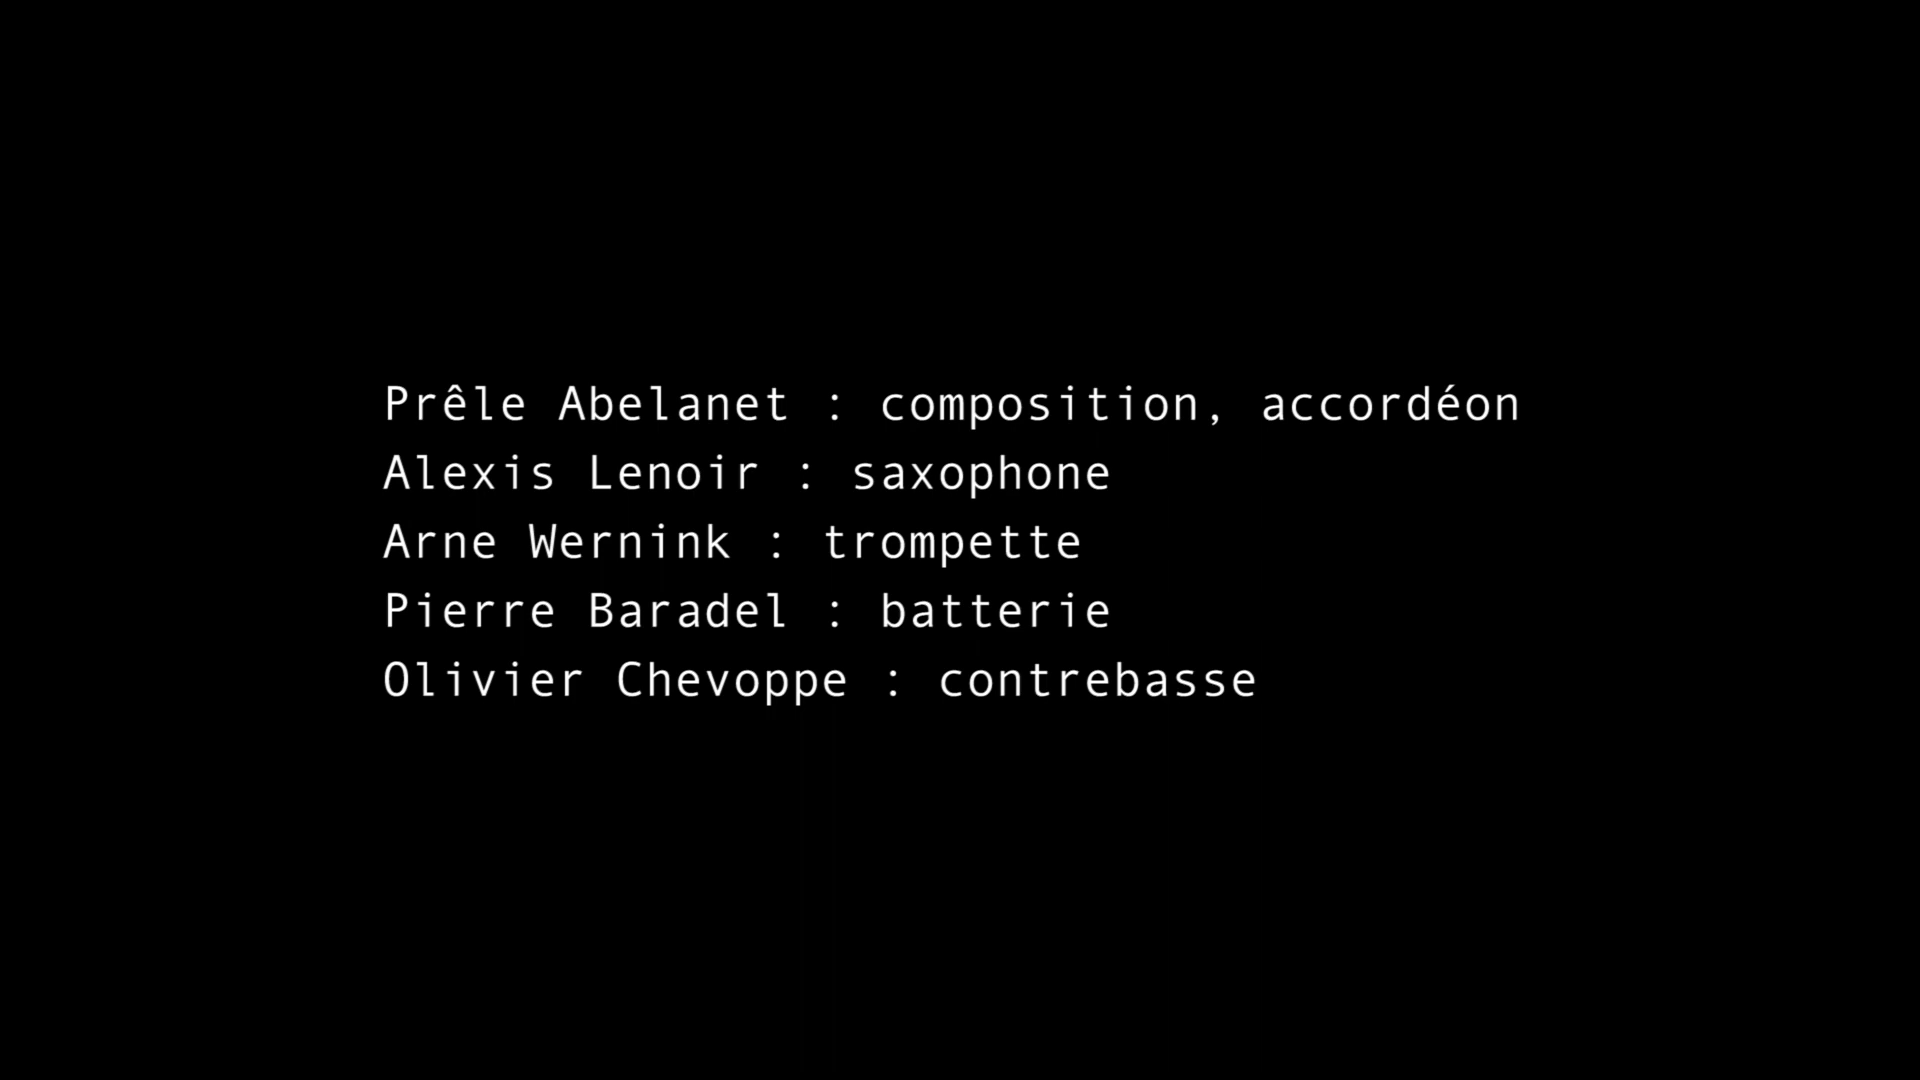 Prêle Abelanet : composition, accordéon
Alexis Lenoir : saxophone
Arne Wernink : trompette
Pierre Baradel : batterie
Olivier Chevoppe : contrebasse